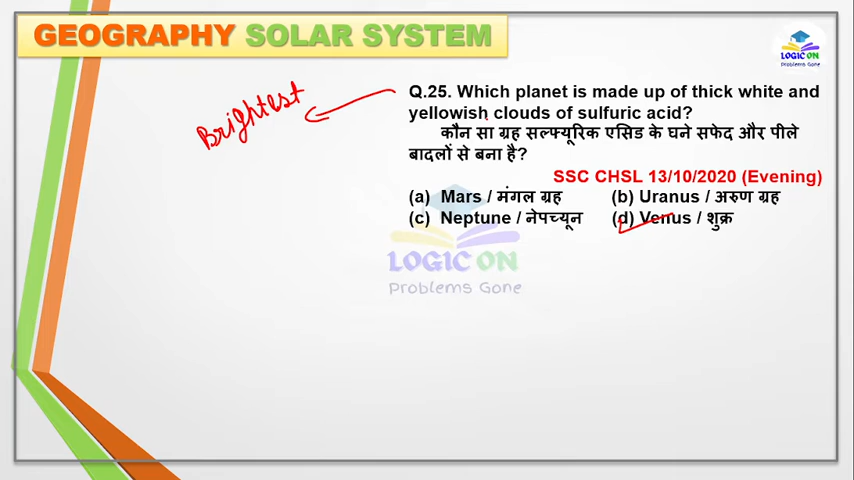 GEOGRAPHY SOLAR SYSTEM
LOGIC ON
Problems Gone
Brightest
Q.25. Which planet is made up of thick white and
yellowish clouds of sulfuric acid?
कौन सा ग्रह सल्फ्यूरिक एसिड के घने सफेद और पीले
बादलों से बना है?
SSC CHSL 13/10/2020 (Evening)
(a) Mars / मंगल ग्रह (b) Uranus / अरुण ग्रह
(c) Neptune / नेपच्यून (d) Venus / शुक्र
LOGIC ON
Problems Gone